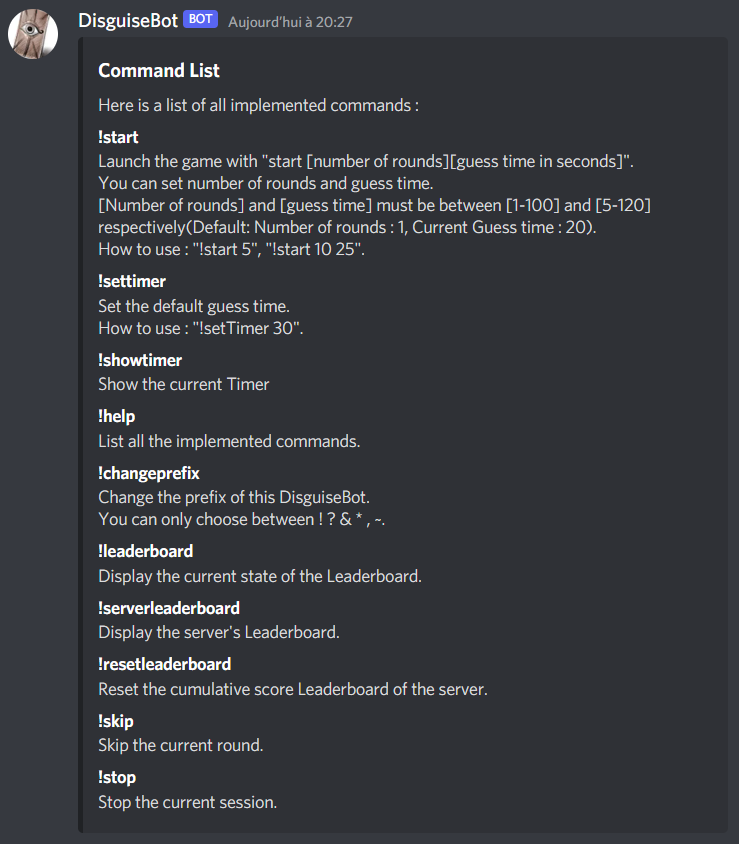 DisguiseBot BOT Aujourd'hui à 20:27
Command List
Here is a list of all implemented commands :
!start
Launch the game with "start [number of rounds][guess time in seconds]".
You can set number of rounds and guess time.
[Number of rounds] and [guess time] must be between [1-100] and [5-120]
respectively(Default: Number of rounds : 1, Current Guess time : 20).
How to use : "!start 5", "!start 10 25".
!settimer
Set the default guess time.
How to use : "!setTimer 30".
!showtimer
Show the current Timer
!help
List all the implemented commands.
!changeprefix
Change the prefix of this DisguiseBot.
You can only choose between ! ? & * , ~.
!leaderboard
Display the current state of the Leaderboard.
!serverleaderboard
Display the server's Leaderboard.
!resetleaderboard
Reset the cumulative score Leaderboard of the server.
!skip
Skip the current round.
!stop
Stop the current session.